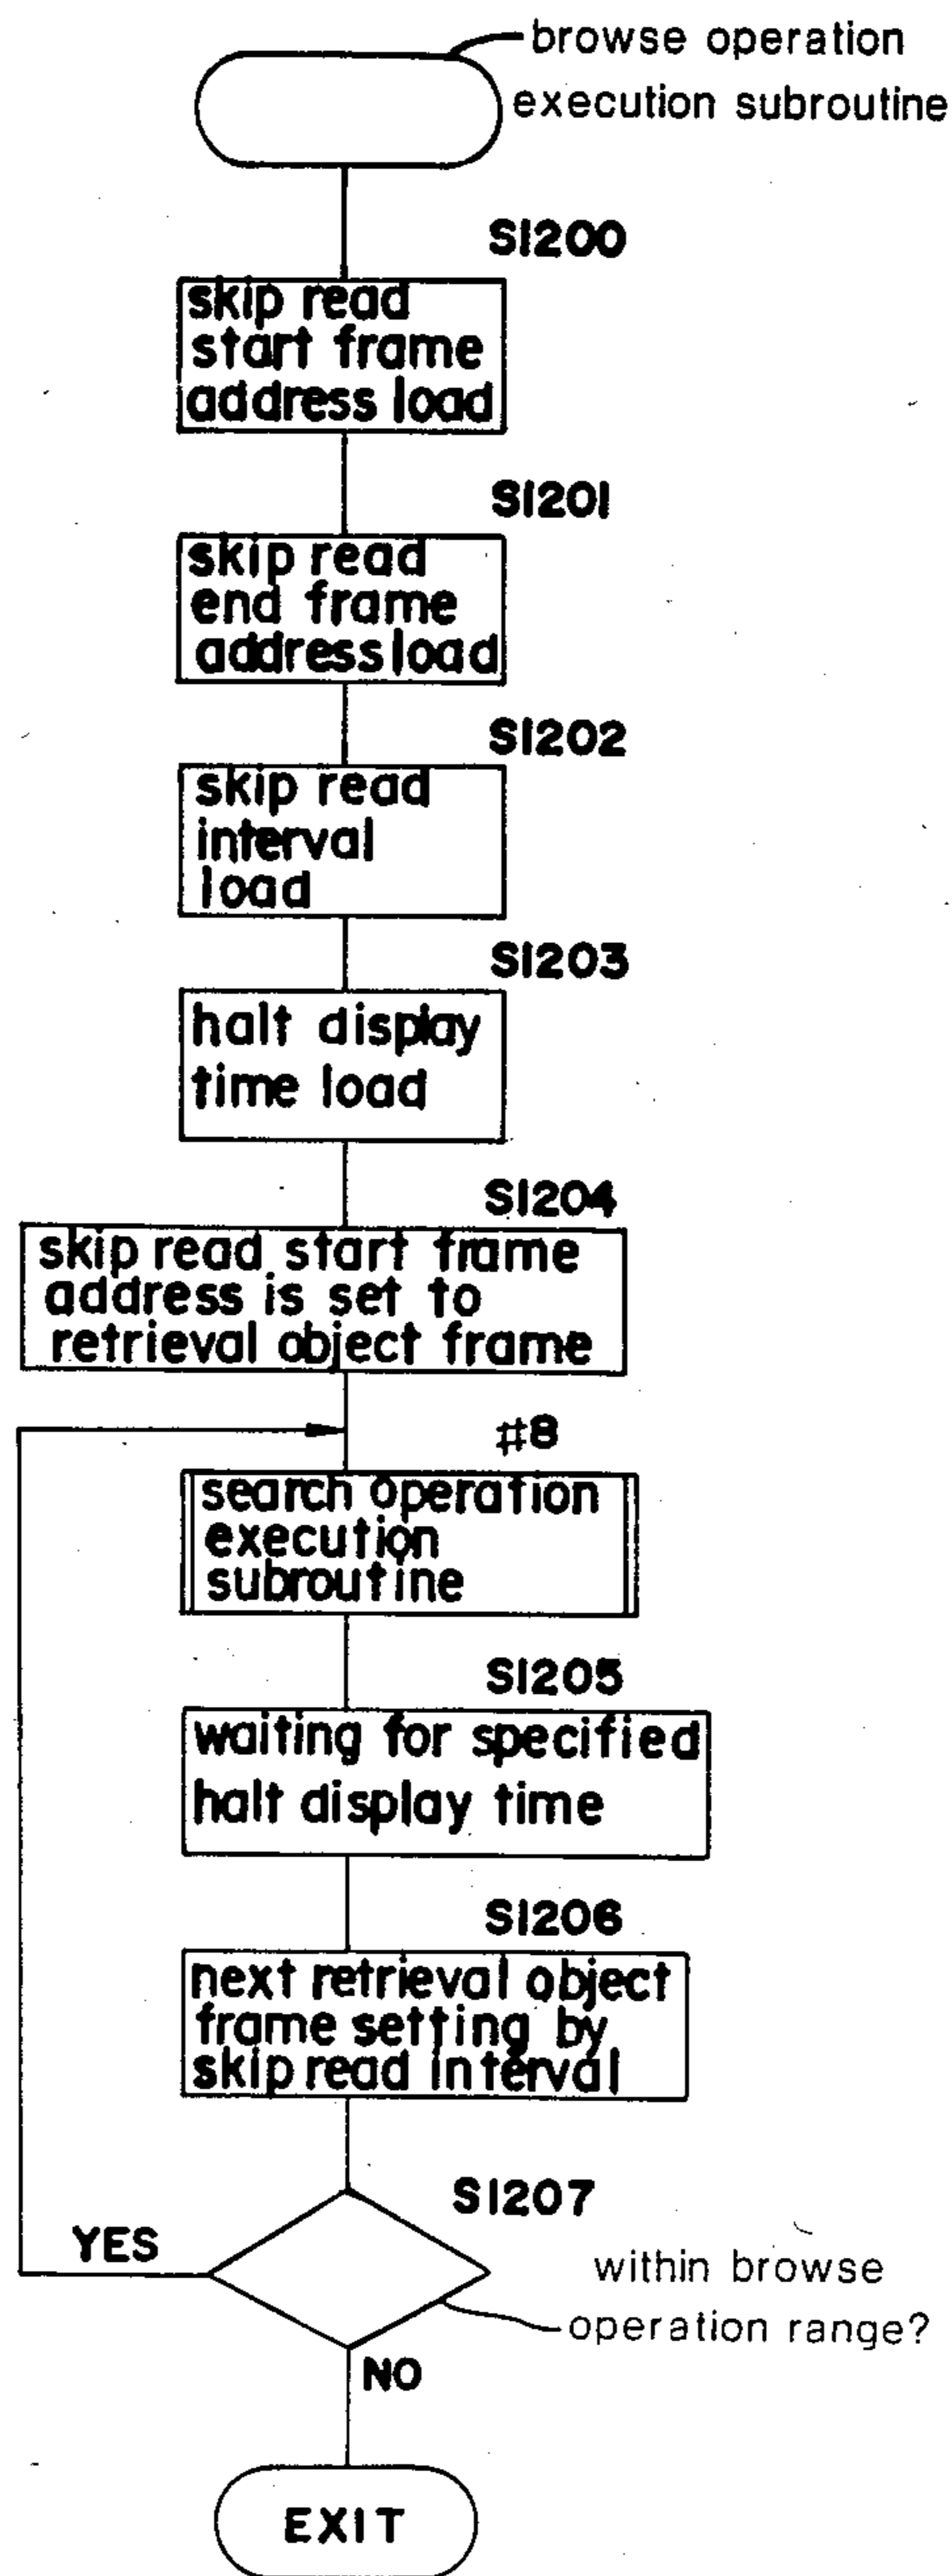 browse operation
execution subroutine
S1200
skip read
start frame
address load
S1201
skip read
end frame
address load
S1202
skip read
interval
load
S1203
halt display
time load
S1204
skip read start frame
address is set to
retrieval object frame
#8
search operation
execution
subroutine
S1205
waiting for specified
halt display time
S1206
next retrieval object
frame setting by
skip read interval
S1207
YES
within browse
operation range?
NO
EXIT